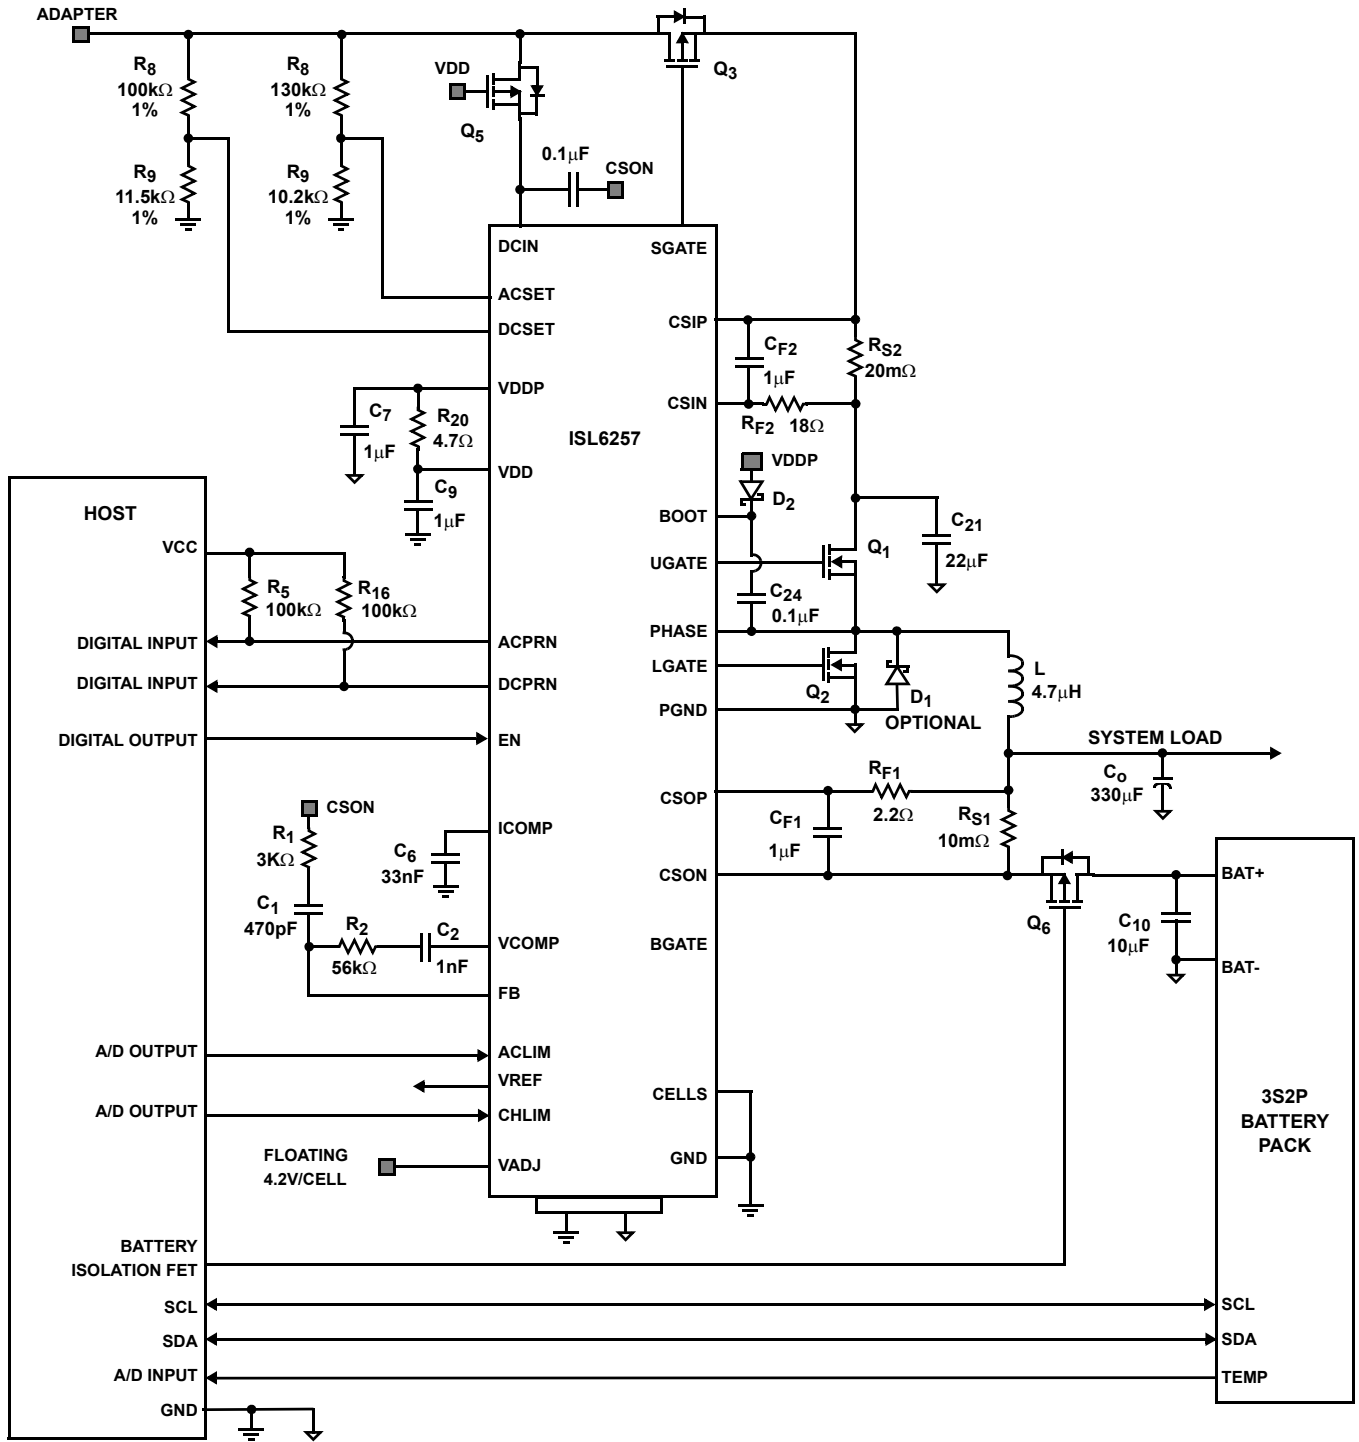 ADAPTER
R8
100kΩ
1%
R8
130kΩ
1%
VDD
Q5
Q3
R9
11.5kΩ
1%
R9
10.2kΩ
1%
0.1μF
CSON
DCIN
SGATE
ACSET
DCSET
CSIP
CF2
1μF
RS2
20mΩ
VDDP
CSIN
RF2
18Ω
C7
1μF
R20
4.7Ω
ISL6257
VDD
VDDP
D2
C9
1μF
BOOT
C21
22μF
HOST
VCC
UGATE
Q1
R5
100kΩ
R16
100kΩ
C24
0.1μF
DIGITAL INPUT
ACPRN
PHASE
LGATE
Q2
L
4.7μH
DIGITAL INPUT
DCPRN
PGND
D1
OPTIONAL
DIGITAL OUTPUT
EN
SYSTEM LOAD
Co
330μF
CSOP
RF1
2.2Ω
CSON
R1
3KΩ
ICOMP
CF1
1μF
RS1
10mΩ
C6
33nF
CSON
BAT+
C1
470pF
R2
56kΩ
C2
1nF
VCOMP
BGATE
Q6
C10
10μF
BAT-
FB
A/D OUTPUT
ACLIM
VREF
CELLS
A/D OUTPUT
CHLIM
3S2P
BATTERY
PACK
FLOATING
4.2V/CELL
VADJ
GND
BATTERY
ISOLATION FET
SCL
SCL
SDA
SDA
A/D INPUT
TEMP
GND